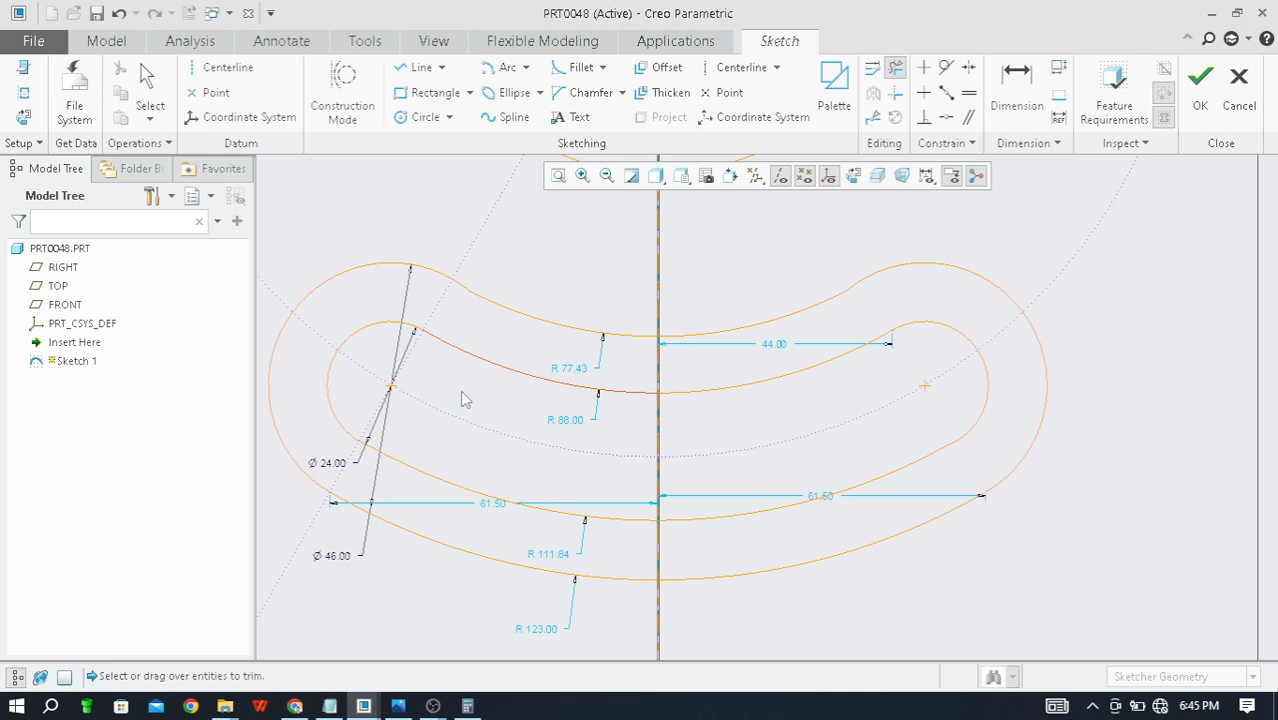 PRT0048 (Active) - Creo Parametric
File Model Analysis Annotate Tools View Flexible Modeling Applications Sketch
Centerline
Point
Coordinate System
File System
Select
Construction Mode
Line Arc Fillet Offset Centerline
Rectangle Ellipse Chamfer Thicken Point
Circle Spline Text Project Coordinate System
Palette
Dimension
Feature Requirements
OK
Cancel
Setup Get Data Operations Datum Sketching Editing Constrain Dimension Inspect Close
Model Tree Folder Br Favorites
Model Tree
PRT0048.PRT
RIGHT
TOP
FRONT
PRT_CSYS_DEF
Insert Here
Sketch 1
44.00
R 77.43
R 88.00
Ø 24.00
61.50
61.50
Ø 46.00
R 111.84
R 123.00
Select or drag over entities to trim.
Sketcher Geometry
6:45 PM